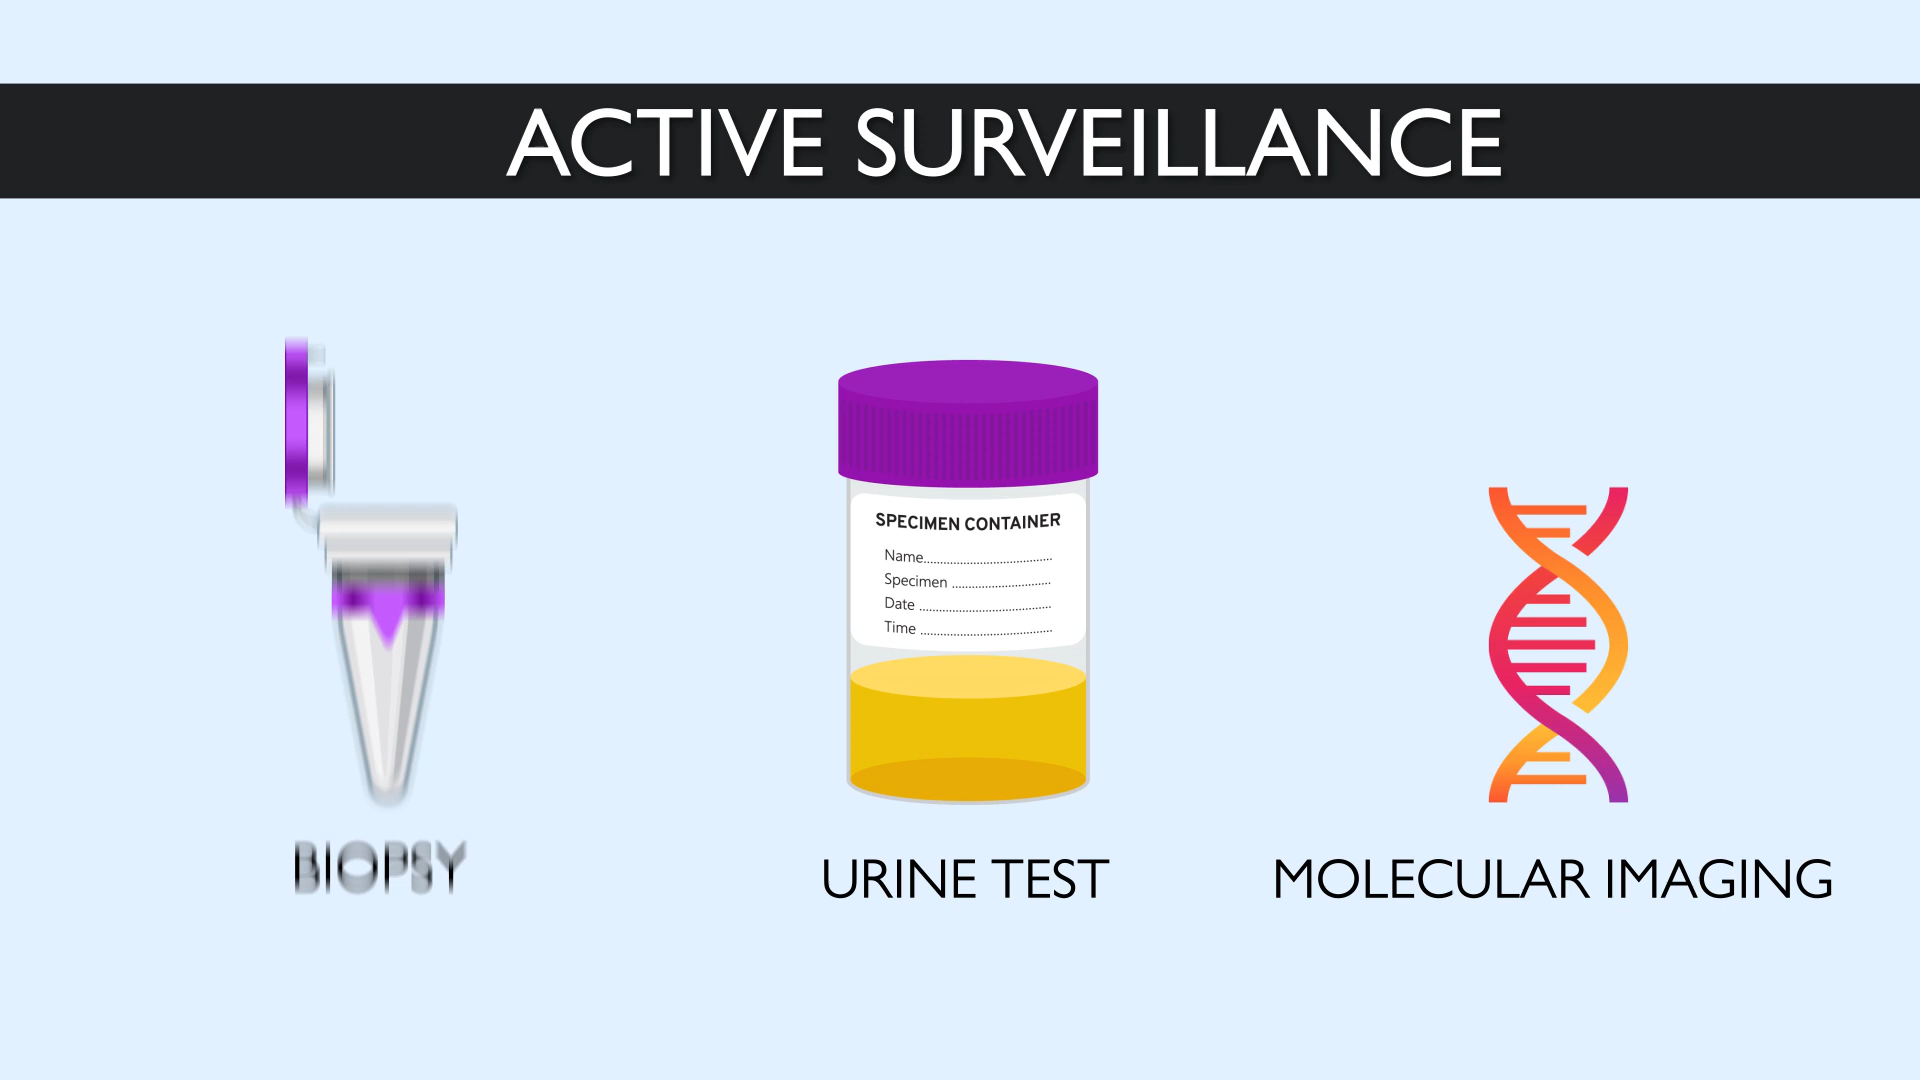 ACTIVE SURVEILLANCE
SPECIMEN CONTAINER
Name
Specimen
Date
Time
BIOPSY
URINE TEST
MOLECULAR IMAGING